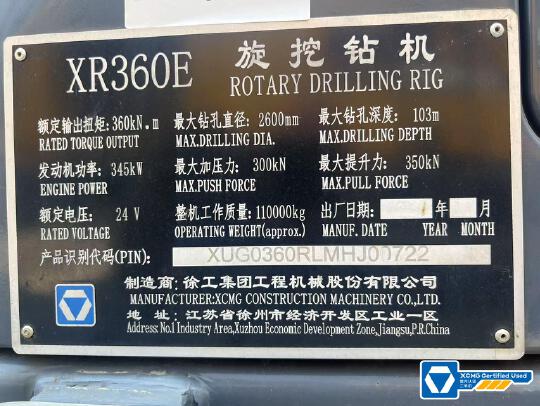 XR360E 旋挖钻机
ROTARY DRILLING RIG
额定输出扭矩: 360kN.m 最大钻孔直径: 2600mm 最大钻孔深度: 103m
RATED TORQUE OUTPUT MAX.DRILLING DIA. MAX.DRILLING DEPTH
发动机功率: 345kW 最大加压力: 300kN 最大提升力: 350kN
ENGINE POWER MAX.PUSH FORCE MAX.PULL FORCE
额定电压: 24 V 整机工作质量: 110000kg 出厂日期: 年 月
RATED VOLTAGE OPERATING WEIGHT(approx.) MANUF. DATE YEAR MONTH
产品识别代码(PIN): XUG0360RLMHJ00722
制造商: 徐工集团工程机械股份有限公司
MANUFACTURER:XCMG CONSTRUCTION MACHINERY CO.,LTD.
地 址: 江苏省徐州市经济开发区工业一区
Address: No.1 Industry Area,Xuzhou Economic Development Zone,Jiangsu,P.R.China
XCMG Certified Used